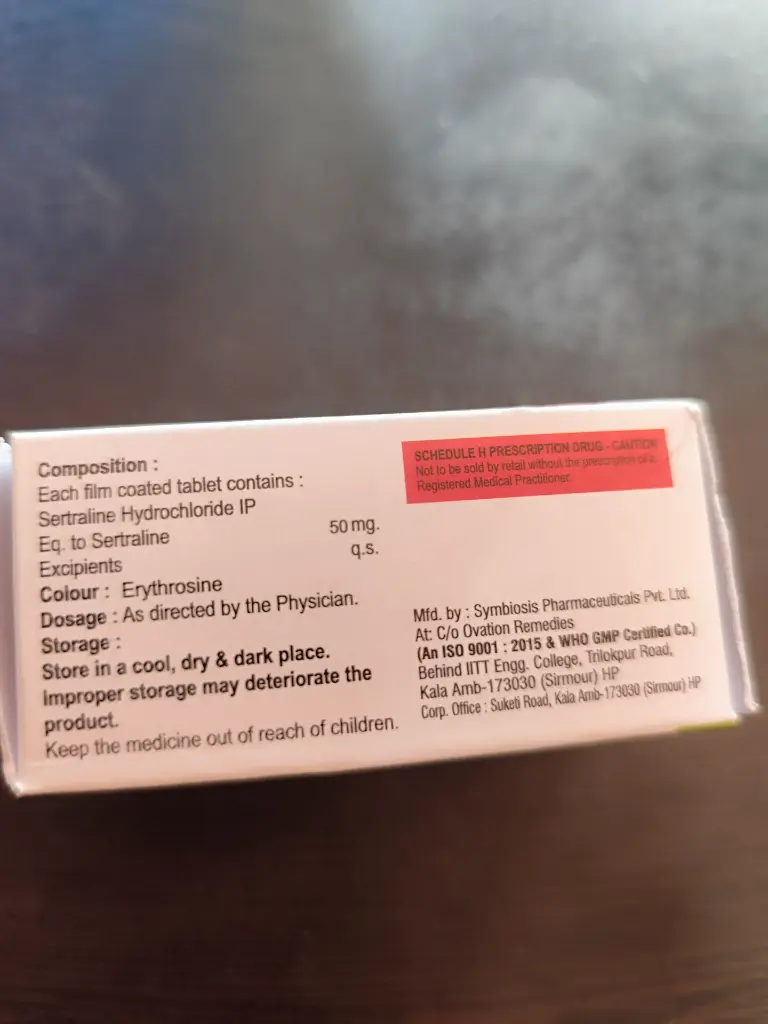 Composition :
Each film coated tablet contains :
Sertraline Hydrochloride IP
Eq. to Sertraline 50 mg.
Excipients q.s.
Colour : Erythrosine
Dosage : As directed by the Physician.
Storage :
Store in a cool, dry & dark place.
Improper storage may deteriorate the
product.
Keep the medicine out of reach of children.
SCHEDULE H PRESCRIPTION DRUG - CAUTION
Not to be sold by retail without the prescription of a
Registered Medical Practitioner.
Mfd. by : Symbiosis Pharmaceuticals Pvt. Ltd.
At: C/o Ovation Remedies
(An ISO 9001 : 2015 & WHO GMP Certified Co.)
Behind IITT Engg. College, Trilokpur Road,
Kala Amb-173030 (Sirmour) HP
Corp. Office : Suketi Road, Kala Amb-173030 (Sirmour) HP